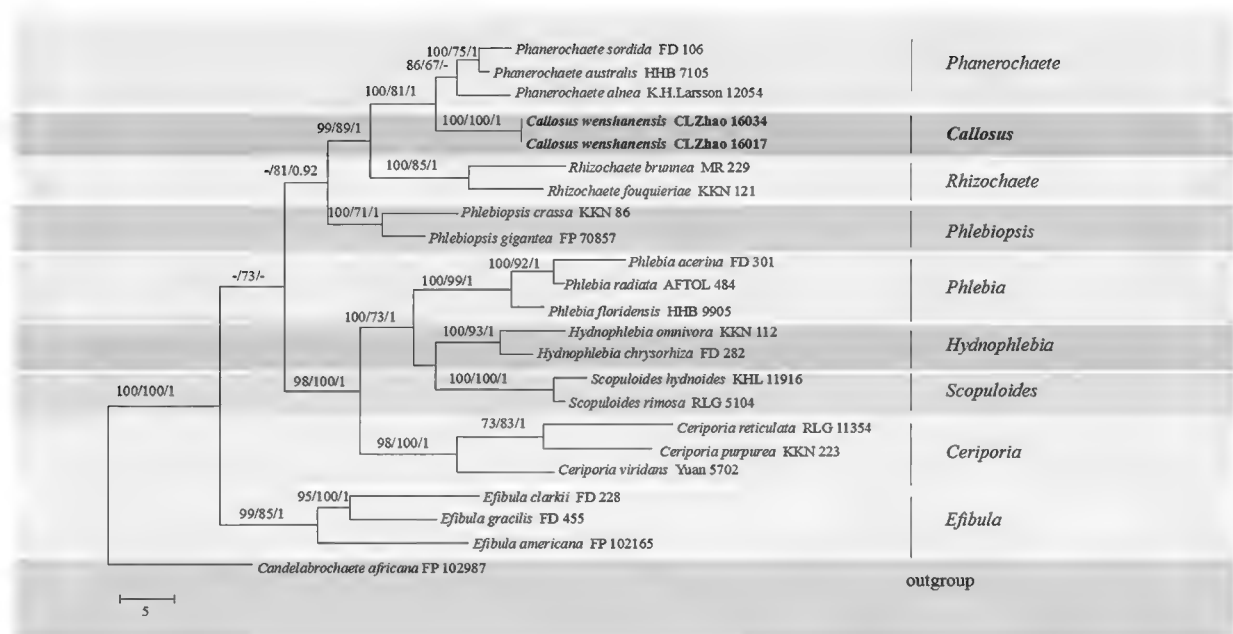 100/75/1 Phanerochaete sordida FD 106
86/67/- Phanerochaete australis HHB 7105 Phanerochaete
100/81/1 Phanerochaete alnea K.H.Larsson 12054
100/100/1 Callosus wenshanensis CLZhao 16034
99/89/1 Callosus wenshanensis CLZhao 16017 Callosus
100/85/1 Rhizochaete brunnea MR 229
-/81/0.92 Rhizochaete fouquieriae KKN 121 Rhizochaete
100/71/1 Phlebiopsis crassa KKN 86
Phlebiopsis gigantea FP 70857 Phlebiopsis
100/92/1 Phlebia acerina FD 301
-/73/- 100/99/1 Phlebia radiata AFTOL 484 Phlebia
Phlebia floridensis HHB 9905
100/73/1 100/93/1 Hydnophlebia omnivora KKN 112
Hydnophlebia chrysorhiza FD 282 Hydnophlebia
98/100/1 100/100/1 Scopuloides hydnoides KHL 11916
100/100/1 Scopuloides rimosa RLG 5104 Scopuloides
73/83/1 Ceriporia reticulata RLG 11354
98/100/1 Ceriporia purpurea KKN 223 Ceriporia
Ceriporia viridans Yuan 5702
95/100/1 Efibula clarkii FD 228
99/85/1 Efibula gracilis FD 455 Efibula
Efibula americana FP 102165
Candelabrochaete africana FP 102987
outgroup
5